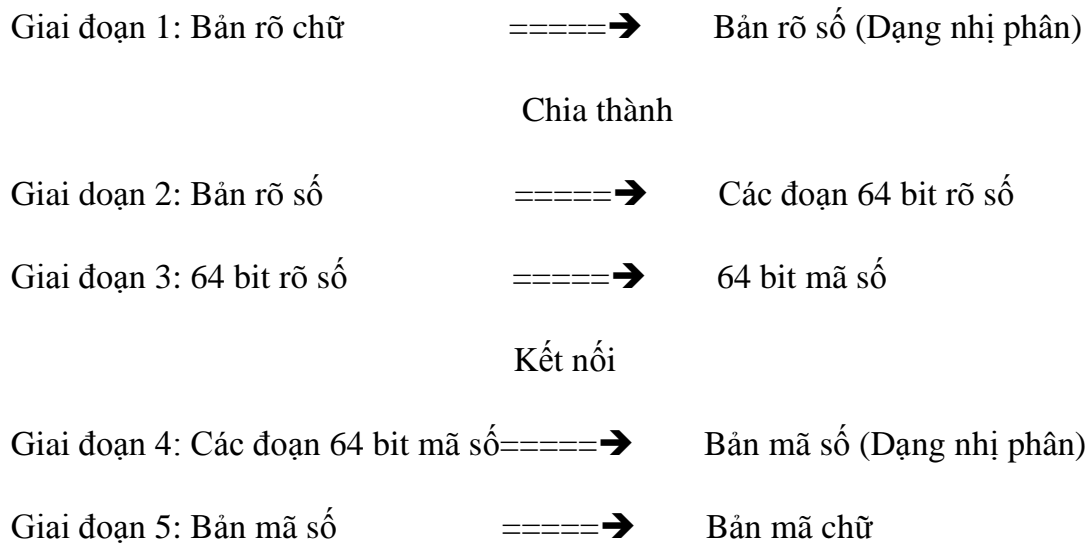 Giai đoạn 1: Bản rõ chữ =====➔ Bản rõ số (Dạng nhị phân)
Chia thành
Giai doạn 2: Bản rõ số =====➔ Các đoạn 64 bit rõ số
Giai đoạn 3: 64 bit rõ số =====➔ 64 bit mã số
Kết nối
Giai đoạn 4: Các đoạn 64 bit mã số=====➔ Bản mã số (Dạng nhị phân)
Giai đoạn 5: Bản mã số =====➔ Bản mã chữ